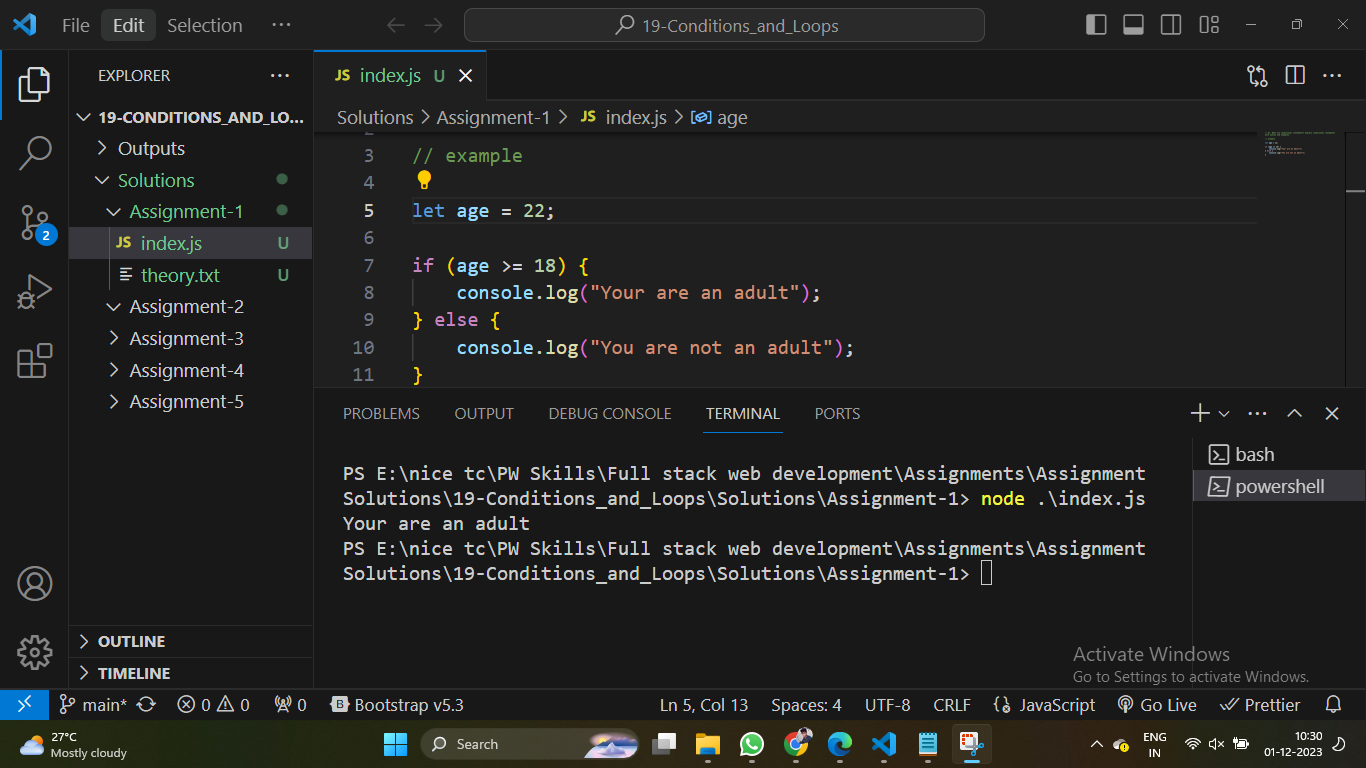 File Edit Selection ··· 19-Conditions_and_Loops
EXPLORER ···
19-CONDITIONS_AND_LO...
Outputs
Solutions
Assignment-1
JS index.js U
theory.txt U
Assignment-2
Assignment-3
Assignment-4
Assignment-5
OUTLINE
TIMELINE
2
JS index.js U
Solutions > Assignment-1 > JS index.js > age
3 // example
4
5 let age = 22;
6
7 if (age >= 18) {
8 console.log("Your are an adult");
9 } else {
10 console.log("You are not an adult");
11 }
PROBLEMS OUTPUT DEBUG CONSOLE TERMINAL PORTS
PS E:\nice tc\PW Skills\Full stack web development\Assignments\Assignment
Solutions\19-Conditions_and_Loops\Solutions\Assignment-1> node .\index.js
Your are an adult
PS E:\nice tc\PW Skills\Full stack web development\Assignments\Assignment
Solutions\19-Conditions_and_Loops\Solutions\Assignment-1>
bash
powershell
Activate Windows
Go to Settings to activate Windows.
main* 0 0 0 B Bootstrap v5.3 Ln 5, Col 13 Spaces: 4 UTF-8 CRLF {} JavaScript Go Live Prettier
27°C
Mostly cloudy
Search
ENG
IN
10:30
01-12-2023